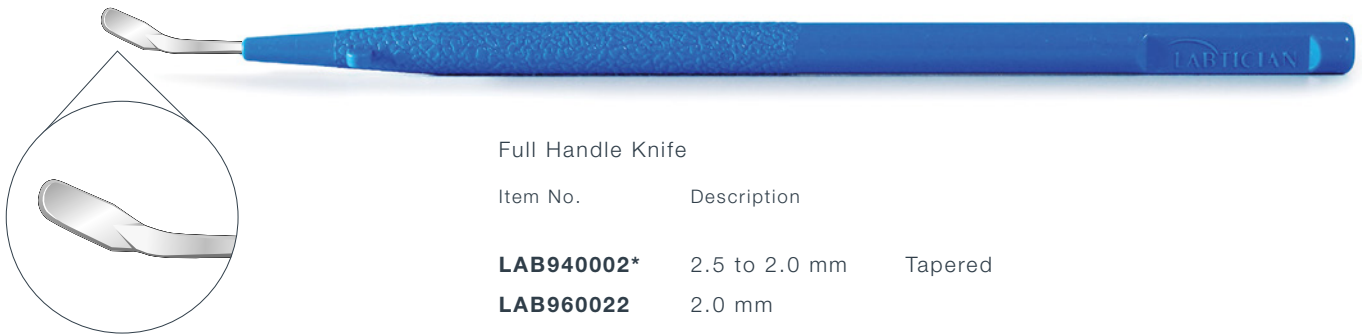 LABTICIAN
Full Handle Knife
Item No. Description
LAB940002* 2.5 to 2.0 mm Tapered
LAB960022 2.0 mm